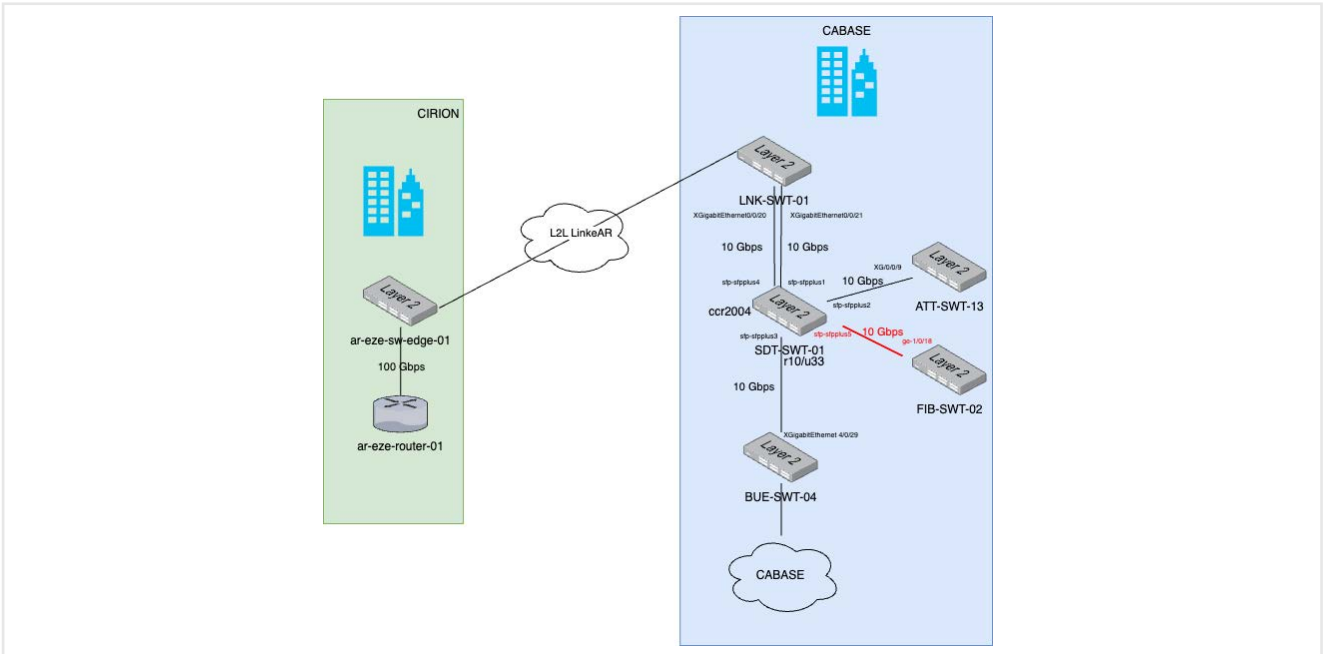 CABASE
CIRION
Layer 2
LNK-SWT-01
XGigabitEthernet0/0/20
XGigabitEthernet0/0/21
L2L LinkeAR
10 Gbps
10 Gbps
Layer 2
ar-eze-sw-edge-01
100 Gbps
ar-eze-router-01
sfp-sfpplus4
sfp-sfpplus1
Layer 2
ccr2004
SDT-SWT-01
r10/u33
XG/0/0/9
10 Gbps
sfp-sfpplus2
Layer 2
ATT-SWT-13
sfp-sfpplus5
10 Gbps
ge-1/0/18
Layer 2
FIB-SWT-02
sfp-sfpplus3
10 Gbps
XGigabitEthernet 4/0/29
Layer 2
BUE-SWT-04
CABASE